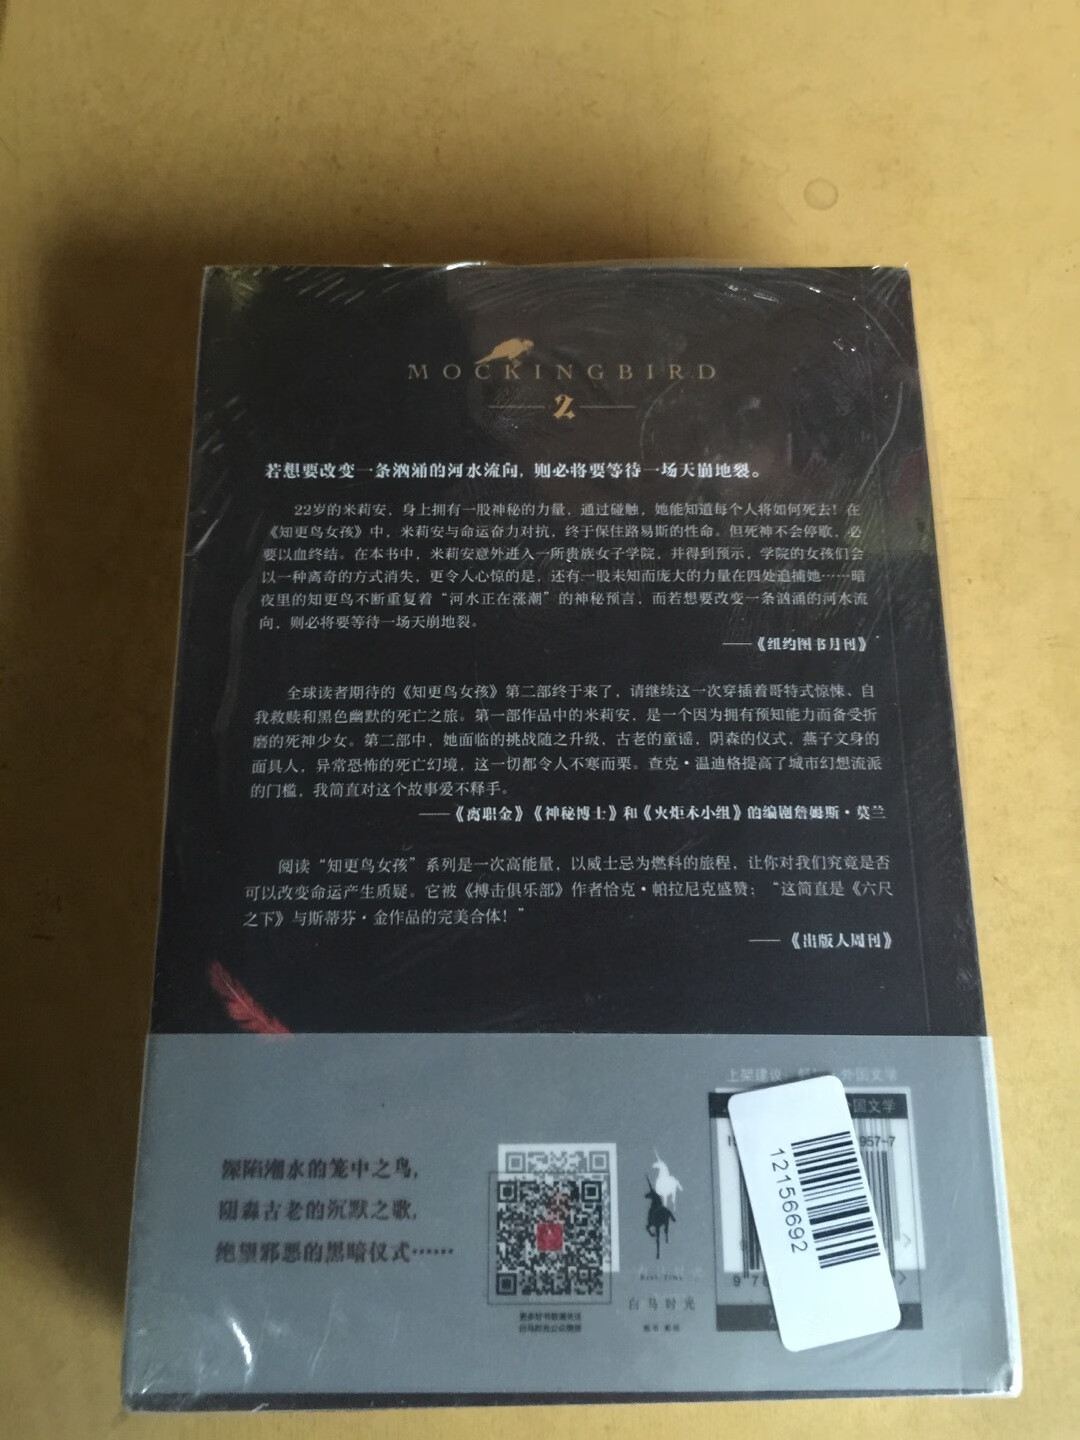 MOCKINGBIRD
2
若想要改变一条汹涌的河水流向，则必将要等待一场天崩地裂。
22岁的米莉安，身上拥有一股神秘的力量，通过碰触，她能知道每个人将如何死去！在
《知更鸟女孩》中，米莉安与命运奋力对抗，终于保住路易斯的性命。但死神不会停歇，必
要以血终结。在本书中，米莉安意外进入一所贵族女子学院，并得到预示，学院的女孩们会
以一种离奇的方式消失，更令人心惊的是，还有一股未知而庞大的力量在四处追捕她……暗
夜里的知更鸟不断重复着“河水正在涨潮”的神秘预言，而若想要改变一条汹涌的河水流
向，则必将要等待一场天崩地裂。
——《纽约图书月刊》
全球读者期待的《知更鸟女孩》第二部终于来了，请继续这一次穿插着哥特式惊悚、自
我救赎和黑色幽默的死亡之旅。第一部作品中的米莉安，是一个因为拥有预知能力而备受折
磨的死神少女。第二部中，她面临的挑战随之升级，古老的童谣，阴森的仪式，燕子文身的
面具人，异常恐怖的死亡幻境，这一切都令人不寒而栗。查克·温迪格提高了城市幻想流派
的门槛，我简直对这个故事爱不释手。
——《离职金》《神秘博士》和《火炬木小组》的编剧詹姆斯·莫兰
阅读“知更鸟女孩”系列是一次高能量，以威士忌为燃料的旅程，让你对我们究竟是否
可以改变命运产生质疑。它被《搏击俱乐部》作者恰克·帕拉尼克盛赞：“这简直是《六尺
之下》与斯蒂芬·金作品的完美合体！”
——《出版人周刊》
上架建议： 外国文学
外国文学
957-7
深陷潮水的笼中之鸟，
阴森古老的沉默之歌，
绝望邪恶的黑暗仪式……
白马时光
12156692
9 78